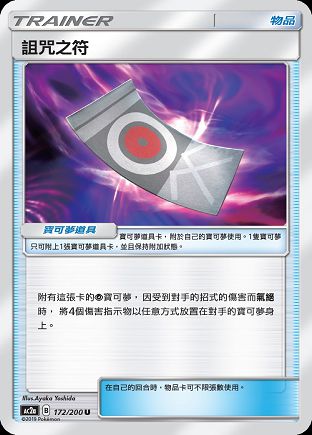 TRAINER 物品
詛咒之符
寶可夢道具
寶可夢道具卡，附於自己的寶可夢使用。1隻寶可夢
只可附上1張寶可夢道具卡，並且保持附加狀態。
附有這張卡的寶可夢，因受到對手的招式的傷害而氣絕
時，將4個傷害指示物以任意方式放置在對手的寶可夢身
上。
Illus.Ayaka Yoshida
AC2a B 172/200 U
©2019 Pokémon
在自己的回合時，物品卡可不限張數使用。